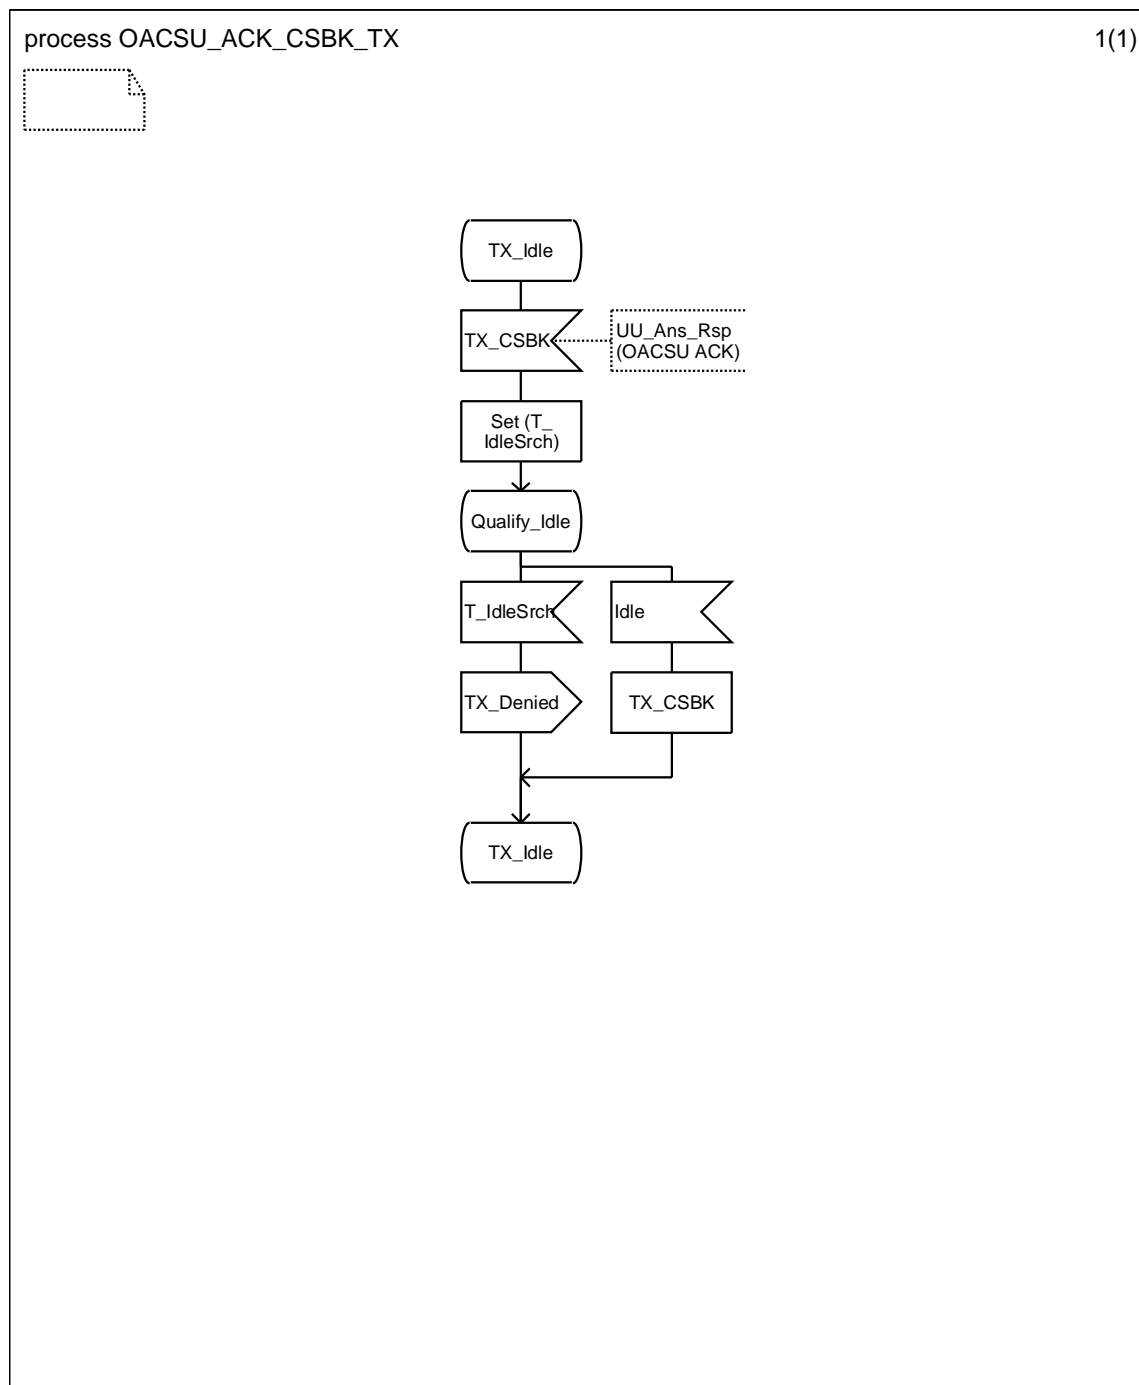 process OACSU_ACK_CSBK_TX
1(1)
TX_Idle
TX_CSBK
UU_Ans_Rsp
(OACSU ACK)
Set (T_
IdleSrch)
Qualify_Idle
T_IdleSrch
Idle
TX_Denied
TX_CSBK
TX_Idle